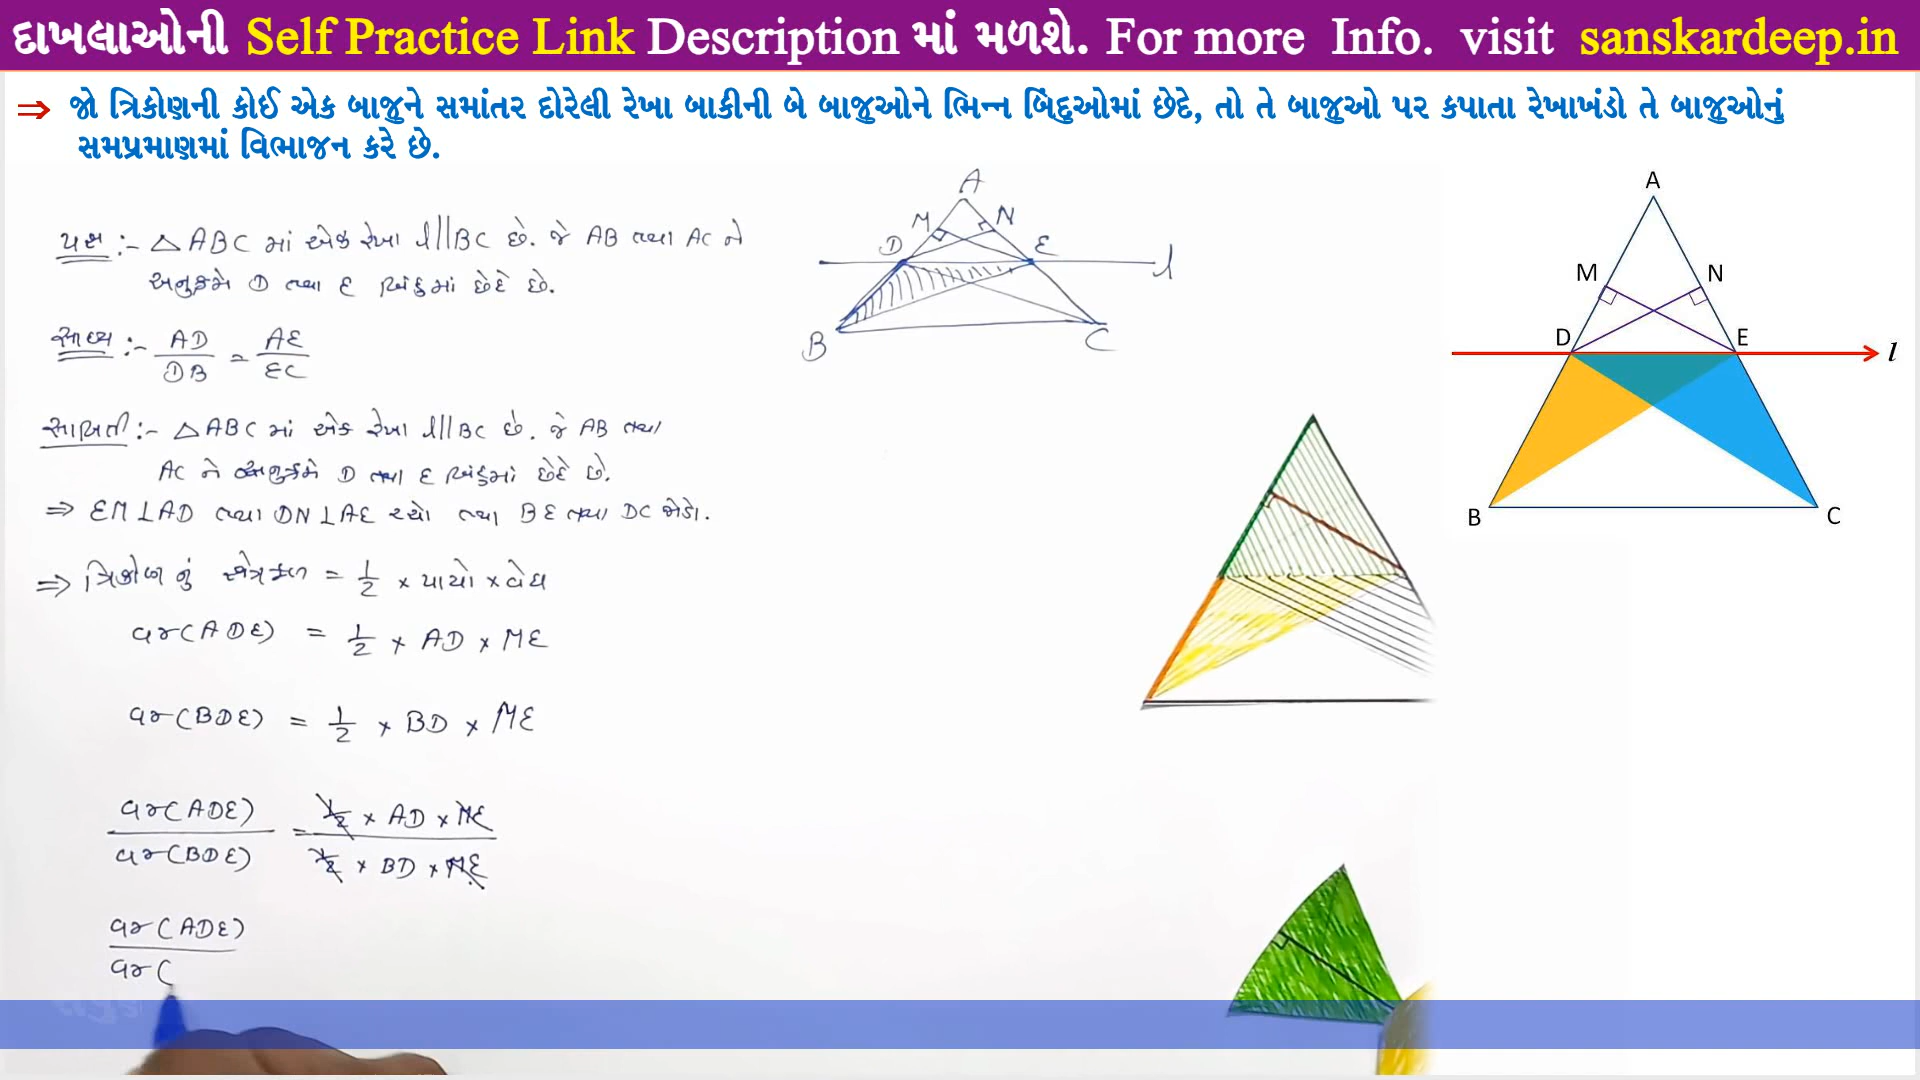 દાખલાઓની Self Practice Link Description માં મળશે. For more Info. visit sanskardeep.in
⇒ જો ત્રિકોણની કોઈ એક બાજુને સમાંતર દોરેલી રેખા બાકીની બે બાજુઓને ભિન્ન બિંદુઓમાં છેદે, તો તે બાજુઓ પર કપાતા રેખાખંડો તે બાજુઓનું
સમપ્રમાણમાં વિભાજન કરે છે.
પક્ષ :- △ABC માં એક રેખા l||BC છે. જે AB તથા AC ને
અનુક્રમે D તથા E બિંદુમાં છેદે છે.
સાધ્ય :- AD/DB = AE/EC
સાબિતી :- △ABC માં એક રેખા l||BC છે. જે AB તથા
AC ને અનુક્રમે D તથા E બિંદુમાં છેદે છે.
⇒ EM⊥AD તથા DN⊥AE રચો તથા BE તથા DC જોડો.
⇒ ત્રિકોણ નું ક્ષેત્રફળ = 1/2 × પાયો × વેધ
ar(ADE) = 1/2 × AD × ME
ar(BDE) = 1/2 × BD × ME
ar(ADE)/ar(BDE) = 1/2 × AD × ME / 1/2 × BD × ME
ar(ADE)
ar(
A
M N
D E l
B C
A
M N
D E l
B C